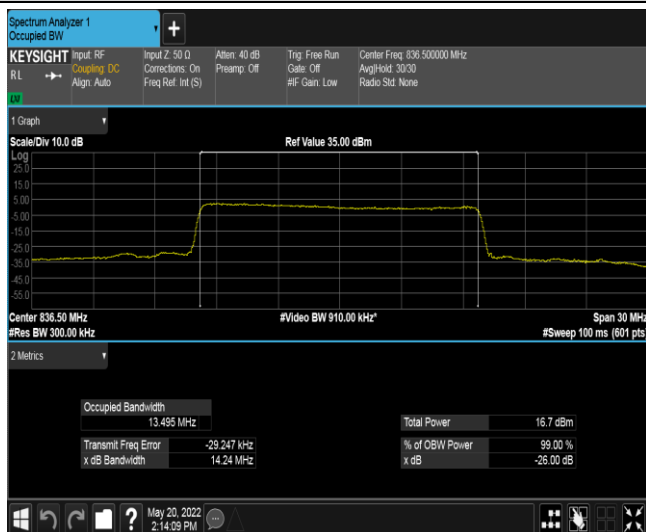 Spectrum Analyzer 1
Occupied BW
+
KEYSIGHT
RL
Input: RF
Coupling: DC
Align: Auto
Input Z: 50 Ω
Corrections: On
Freq Ref: Int (S)
Atten: 40 dB
Preamp: Off
Trig: Free Run
Gate: Off
#IF Gain: Low
Center Freq: 836.500000 MHz
Avg|Hold: 30/30
Radio Std: None
1 Graph
Scale/Div 10.0 dB
Ref Value 35.00 dBm
Log
25.0
15.0
5.00
-5.00
-15.0
-25.0
-35.0
-45.0
-55.0
Center 836.50 MHz
#Video BW 910.00 kHz*
Span 30 MHz
#Res BW 300.00 kHz
#Sweep 100 ms (601 pts)
2 Metrics
Occupied Bandwidth
13.495 MHz
Total Power 16.7 dBm
Transmit Freq Error -29.247 kHz
% of OBW Power 99.00 %
x dB Bandwidth 14.24 MHz
x dB -26.00 dB
?
May 20, 2022
2:14:09 PM